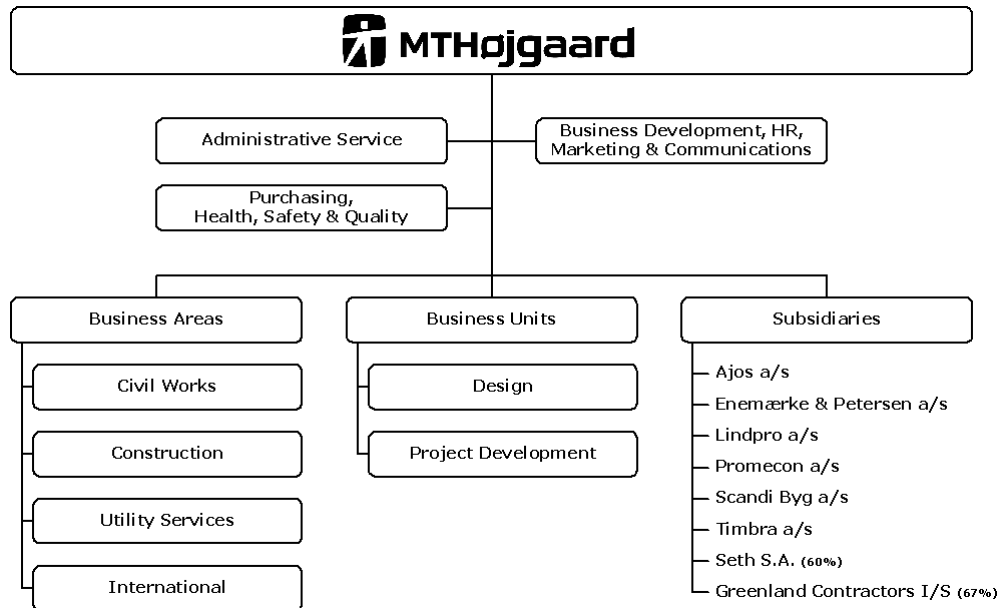 MTHøjgaard
Administrative Service
Business Development, HR,
Marketing & Communications
Purchasing,
Health, Safety & Quality
Business Areas
Civil Works
Construction
Utility Services
International
Business Units
Design
Project Development
Subsidiaries
Ajos a/s
Enemærke & Petersen a/s
Lindpro a/s
Promecon a/s
Scandi Byg a/s
Timbra a/s
Seth S.A. (60%)
Greenland Contractors I/S (67%)